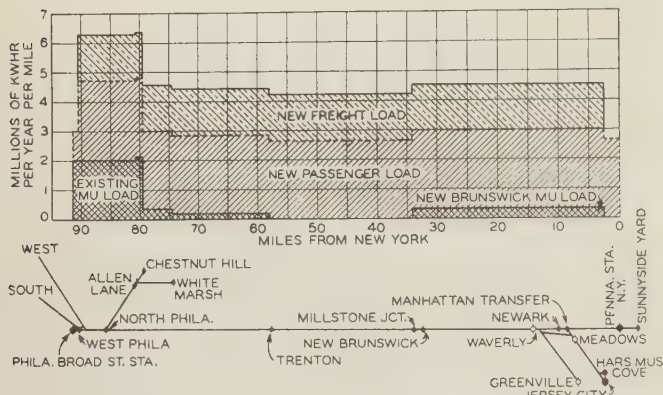 MILLIONS OF KWHR
PER YEAR PER MILE
7
6
5
4
3
2
1
0
NEW FREIGHT LOAD
NEW PASSENGER LOAD
EXISTING
MU LOAD
NEW BRUNSWICK MU LOAD
90 80 70 60 50 40 30 20 10 0
MILES FROM NEW YORK
WEST
SOUTH
CHESTNUT HILL
ALLEN
LANE
WHITE
MARSH
NORTH PHILA.
WEST PHILA
PHILA. BROAD ST. STA.
TRENTON
MILLSTONE JCT.
NEW BRUNSWICK
MANHATTAN TRANSFER
NEWARK
WAVERLY
MEADOWS
PENNA. STA.
N.Y.
SUNNYSIDE YARD
HARSIMUS
COVE
GREENVILLE
JERSEY CITY